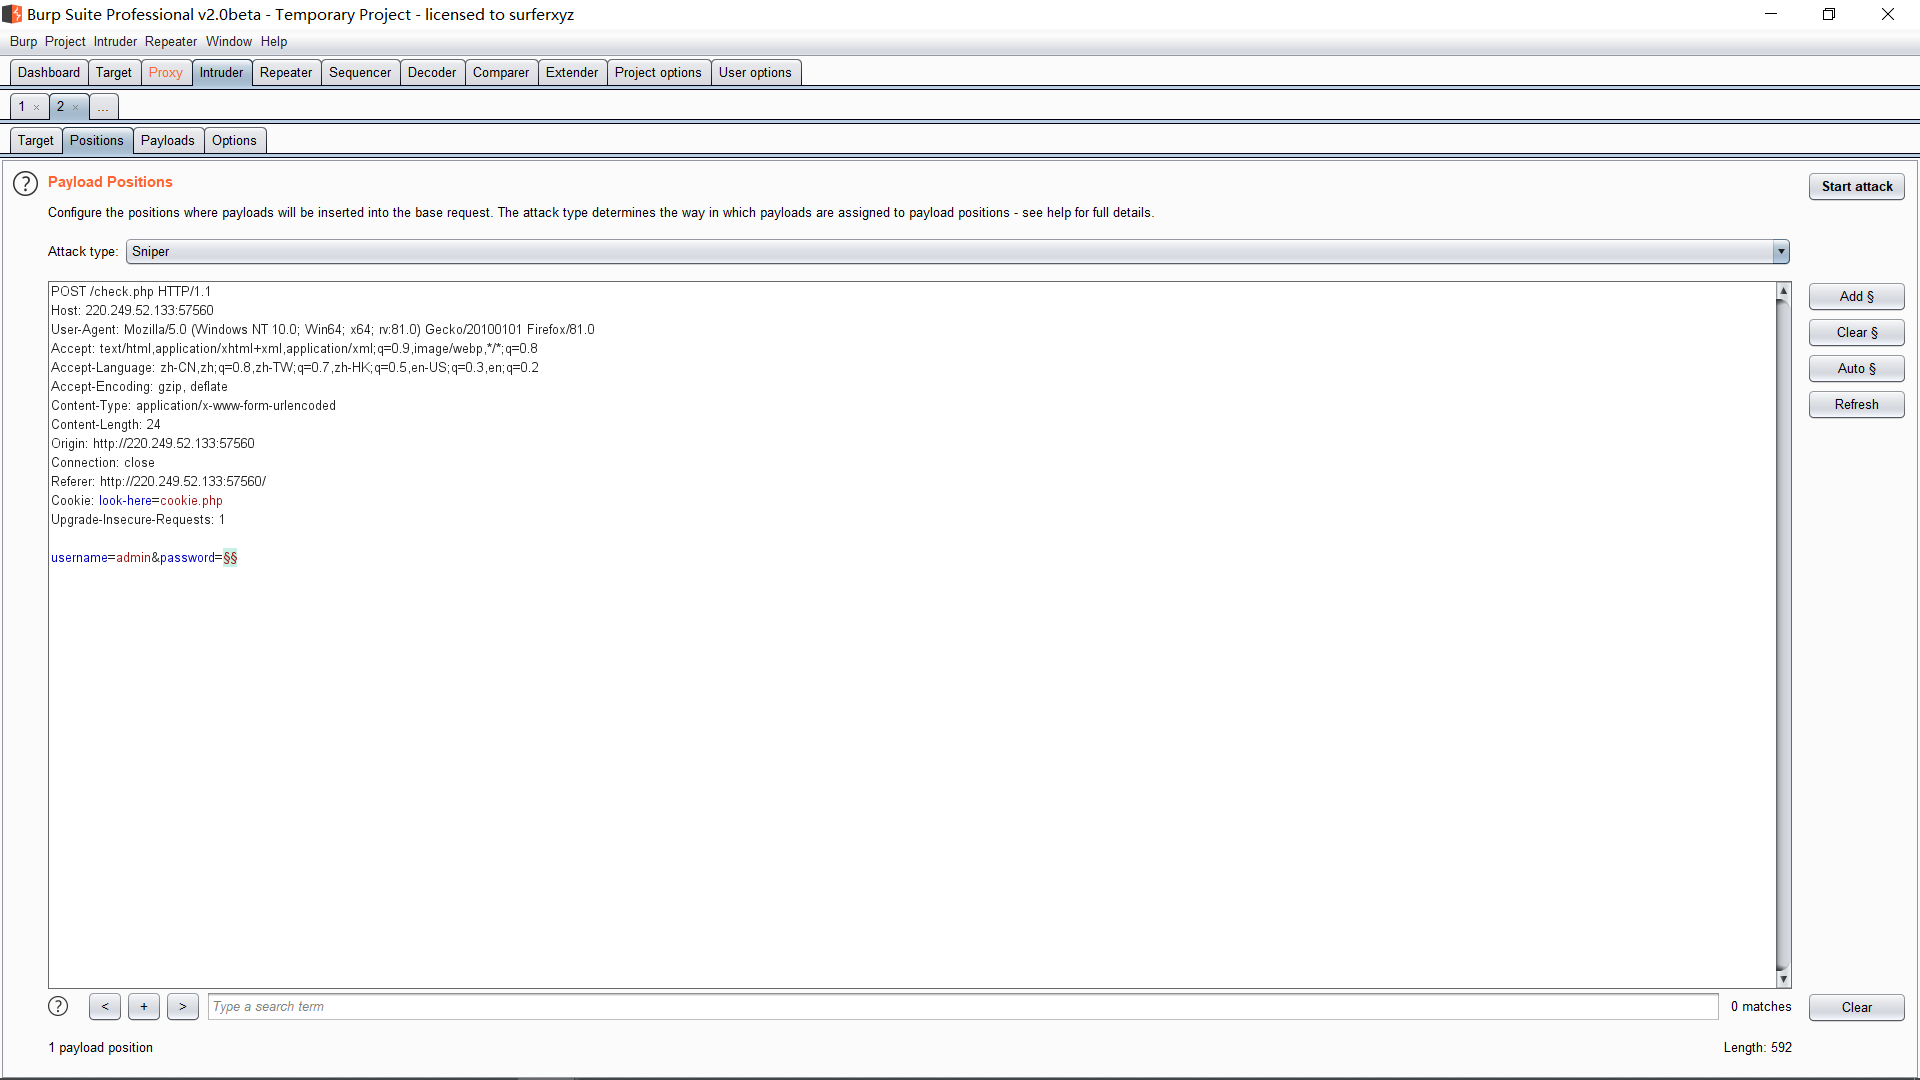 Burp Suite Professional v2.0beta - Temporary Project - licensed to surferxyz
Burp Project Intruder Repeater Window Help
Dashboard Target Proxy Intruder Repeater Sequencer Decoder Comparer Extender Project options User options
1 × 2 × ...
Target Positions Payloads Options
? Payload Positions
Start attack
Configure the positions where payloads will be inserted into the base request. The attack type determines the way in which payloads are assigned to payload positions - see help for full details.
Attack type: Sniper
POST /check.php HTTP/1.1
Host: 220.249.52.133:57560
User-Agent: Mozilla/5.0 (Windows NT 10.0; Win64; x64; rv:81.0) Gecko/20100101 Firefox/81.0
Accept: text/html,application/xhtml+xml,application/xml;q=0.9,image/webp,*/*;q=0.8
Accept-Language: zh-CN,zh;q=0.8,zh-TW;q=0.7,zh-HK;q=0.5,en-US;q=0.3,en;q=0.2
Accept-Encoding: gzip, deflate
Content-Type: application/x-www-form-urlencoded
Content-Length: 24
Origin: http://220.249.52.133:57560
Connection: close
Referer: http://220.249.52.133:57560/
Cookie: look-here=cookie.php
Upgrade-Insecure-Requests: 1
username=admin&password=§§
Add §
Clear §
Auto §
Refresh
? < + > Type a search term 0 matches Clear
1 payload position Length: 592